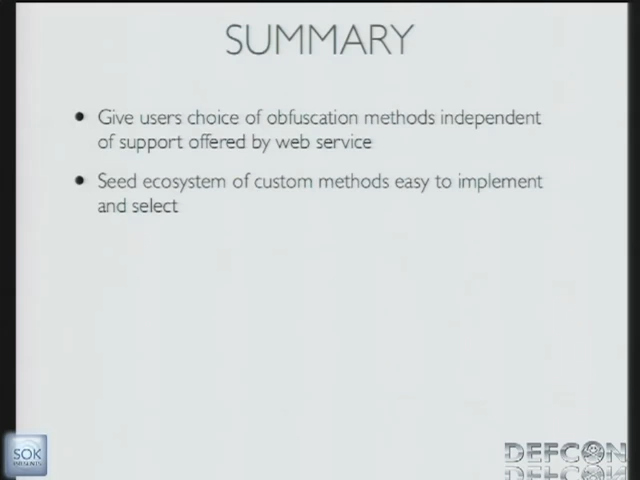 SUMMARY
Give users choice of obfuscation methods independent
of support offered by web service
Seed ecosystem of custom methods easy to implement
and select
SOK
PRESENTS
DEFCON